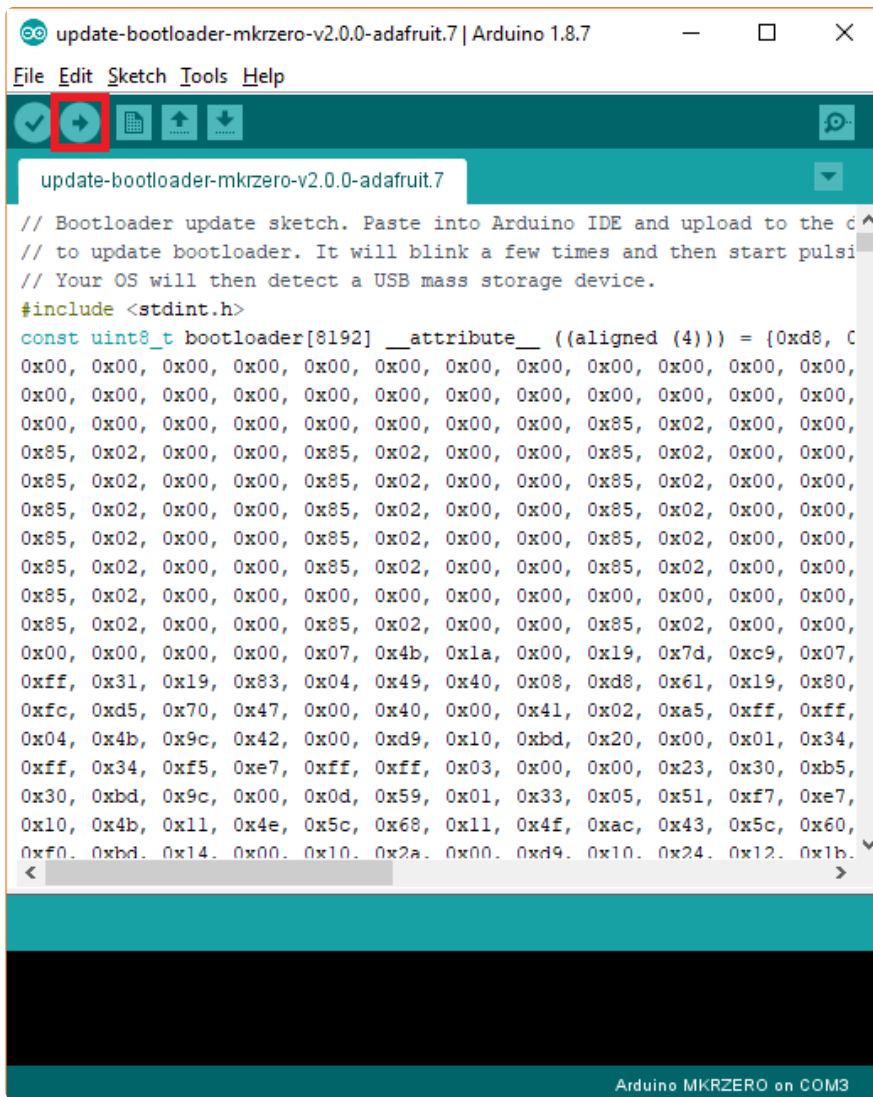 update-bootloader-mkrzero-v2.0.0-adafruit.7 | Arduino 1.8.7
File Edit Sketch Tools Help
update-bootloader-mkrzero-v2.0.0-adafruit.7
// Bootloader update sketch. Paste into Arduino IDE and upload to the
// to update bootloader. It will blink a few times and then start pulsi
// Your OS will then detect a USB mass storage device.
#include <stdint.h>
const uint8_t bootloader[8192] __attribute__ ((aligned (4))) = {0xd8,
0x00, 0x00, 0x00, 0x00, 0x00, 0x00, 0x00, 0x00, 0x00, 0x00, 0x00, 0x00,
0x00, 0x00, 0x00, 0x00, 0x00, 0x00, 0x00, 0x00, 0x00, 0x00, 0x00, 0x00,
0x00, 0x00, 0x00, 0x00, 0x00, 0x00, 0x00, 0x00, 0x85, 0x02, 0x00, 0x00,
0x85, 0x02, 0x00, 0x00, 0x85, 0x02, 0x00, 0x00, 0x85, 0x02, 0x00, 0x00,
0x85, 0x02, 0x00, 0x00, 0x85, 0x02, 0x00, 0x00, 0x85, 0x02, 0x00, 0x00,
0x85, 0x02, 0x00, 0x00, 0x85, 0x02, 0x00, 0x00, 0x85, 0x02, 0x00, 0x00,
0x85, 0x02, 0x00, 0x00, 0x85, 0x02, 0x00, 0x00, 0x85, 0x02, 0x00, 0x00,
0x85, 0x02, 0x00, 0x00, 0x85, 0x02, 0x00, 0x00, 0x85, 0x02, 0x00, 0x00,
0x85, 0x02, 0x00, 0x00, 0x00, 0x00, 0x00, 0x00, 0x00, 0x00, 0x00, 0x00,
0x85, 0x02, 0x00, 0x00, 0x85, 0x02, 0x00, 0x00, 0x85, 0x02, 0x00, 0x00,
0x00, 0x00, 0x00, 0x00, 0x07, 0x4b, 0x1a, 0x00, 0x19, 0x7d, 0xc9, 0x07,
0xff, 0x31, 0x19, 0x83, 0x04, 0x49, 0x40, 0x08, 0xd8, 0x61, 0x19, 0x80,
0xfc, 0xd5, 0x70, 0x47, 0x00, 0x40, 0x00, 0x41, 0x02, 0xa5, 0xff, 0xff,
0x04, 0x4b, 0x9c, 0x42, 0x00, 0xd9, 0x10, 0xbd, 0x20, 0x00, 0x01, 0x34,
0xff, 0x34, 0xf5, 0xe7, 0xff, 0xff, 0x03, 0x00, 0x00, 0x23, 0x30, 0xb5,
0x30, 0xbd, 0x9c, 0x00, 0x0d, 0x59, 0x01, 0x33, 0x05, 0x51, 0xf7, 0xe7,
0x10, 0x4b, 0x11, 0x4e, 0x5c, 0x68, 0x11, 0x4f, 0xac, 0x43, 0x5c, 0x60,
0xf0, 0xbd, 0x14, 0x00, 0x10, 0x2a, 0x00, 0xd9, 0x10, 0x24, 0x12, 0x1b,
Arduino MKRZERO on COM3